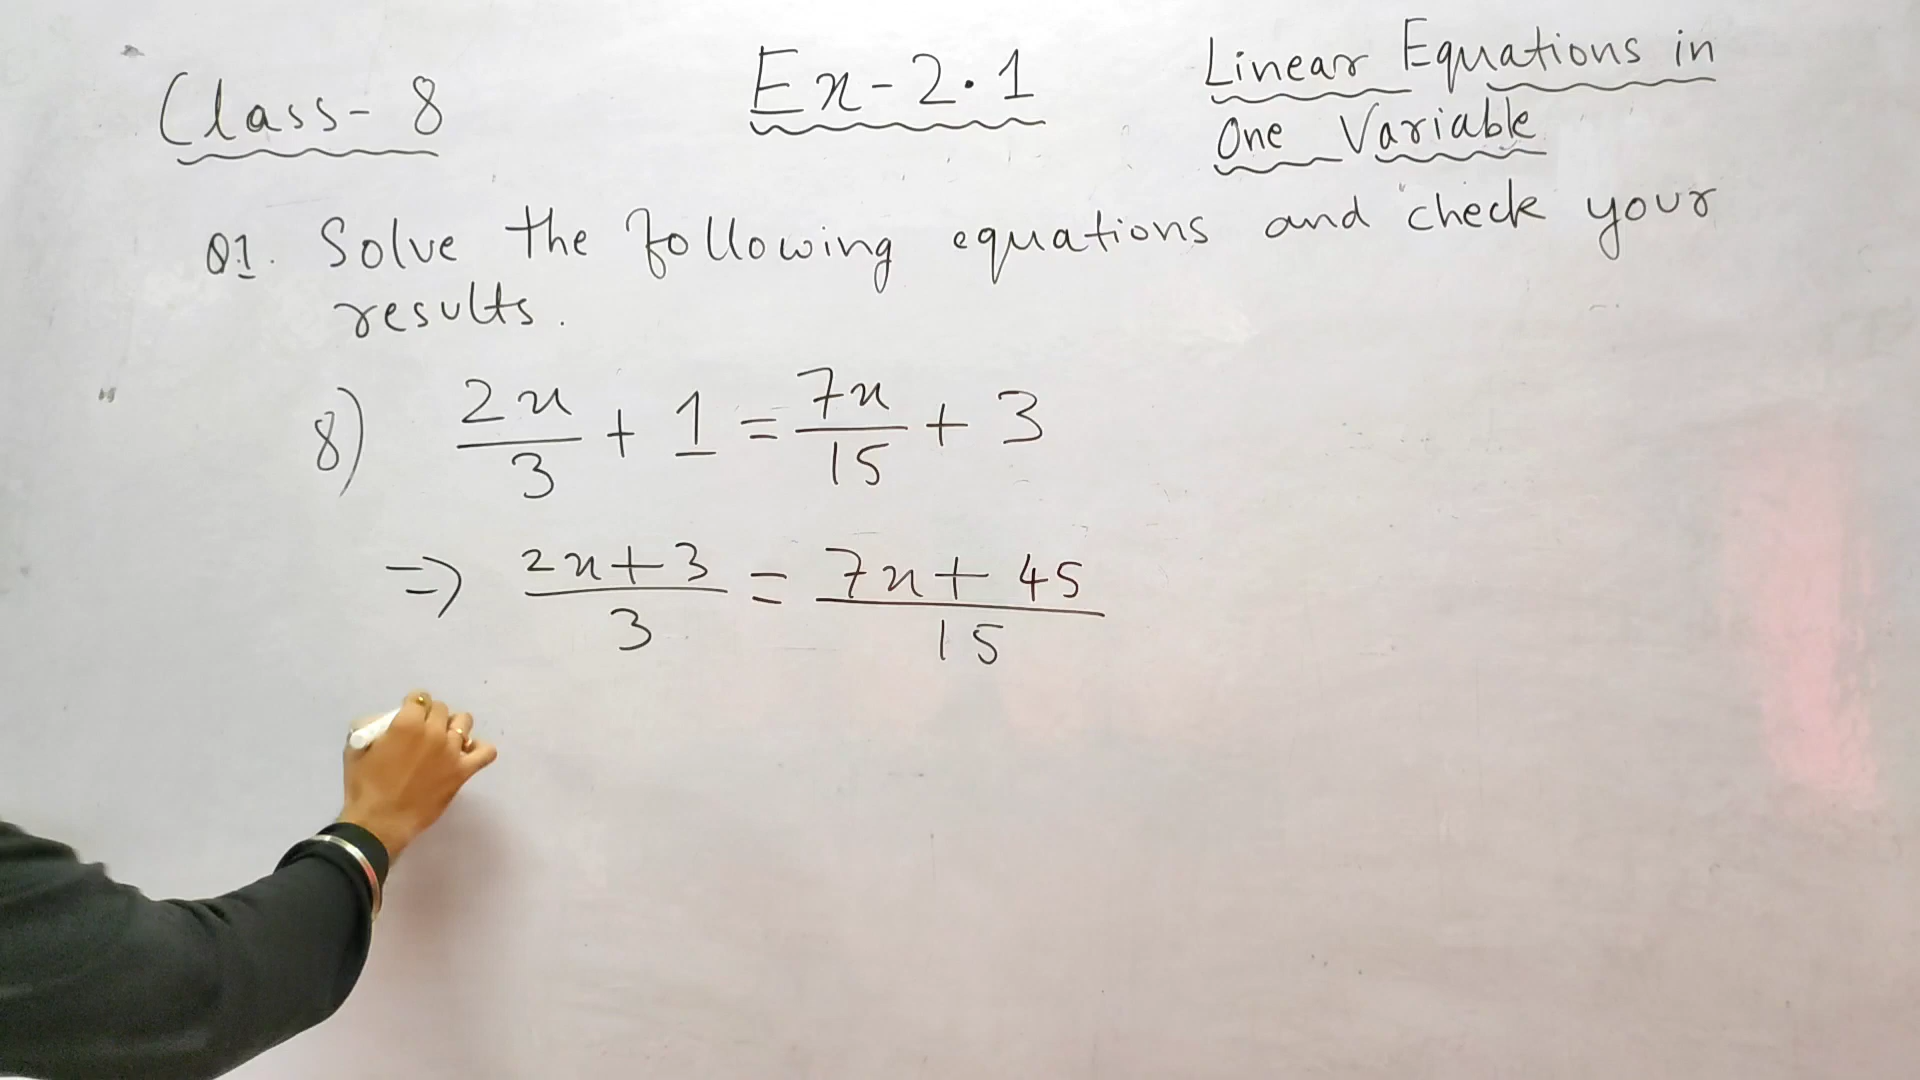 Class- 8
Ex-2.1
Linear Equations in
One Variable
Q1. Solve the following equations and check your
results.
8) 2x/3 + 1 = 7x/15 + 3
=> 2x+3/3 = 7x+45/15